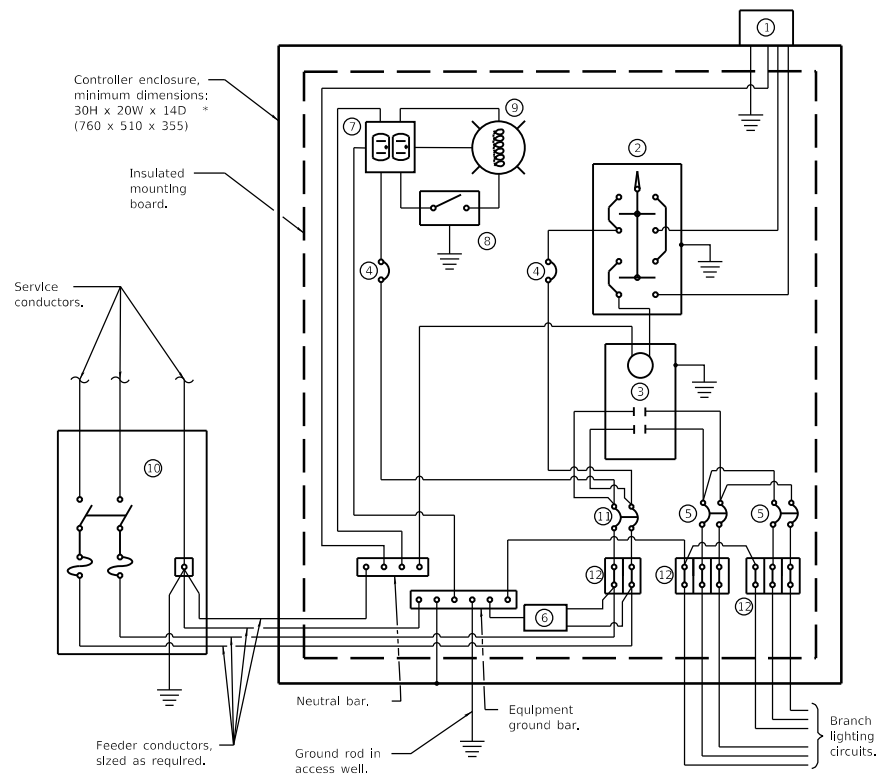 1
Controller enclosure,
minimum dimensions:
30H x 20W x 14D *
(760 x 510 x 355)
9
7
2
Insulated
mounting
board.
8
4
4
Service
conductors.
3
10
11
5
5
12
12
12
6
Neutral bar.
Equipment
ground bar.
Feeder conductors,
sized as required.
Ground rod in
access well.
Branch
lighting
circuits.